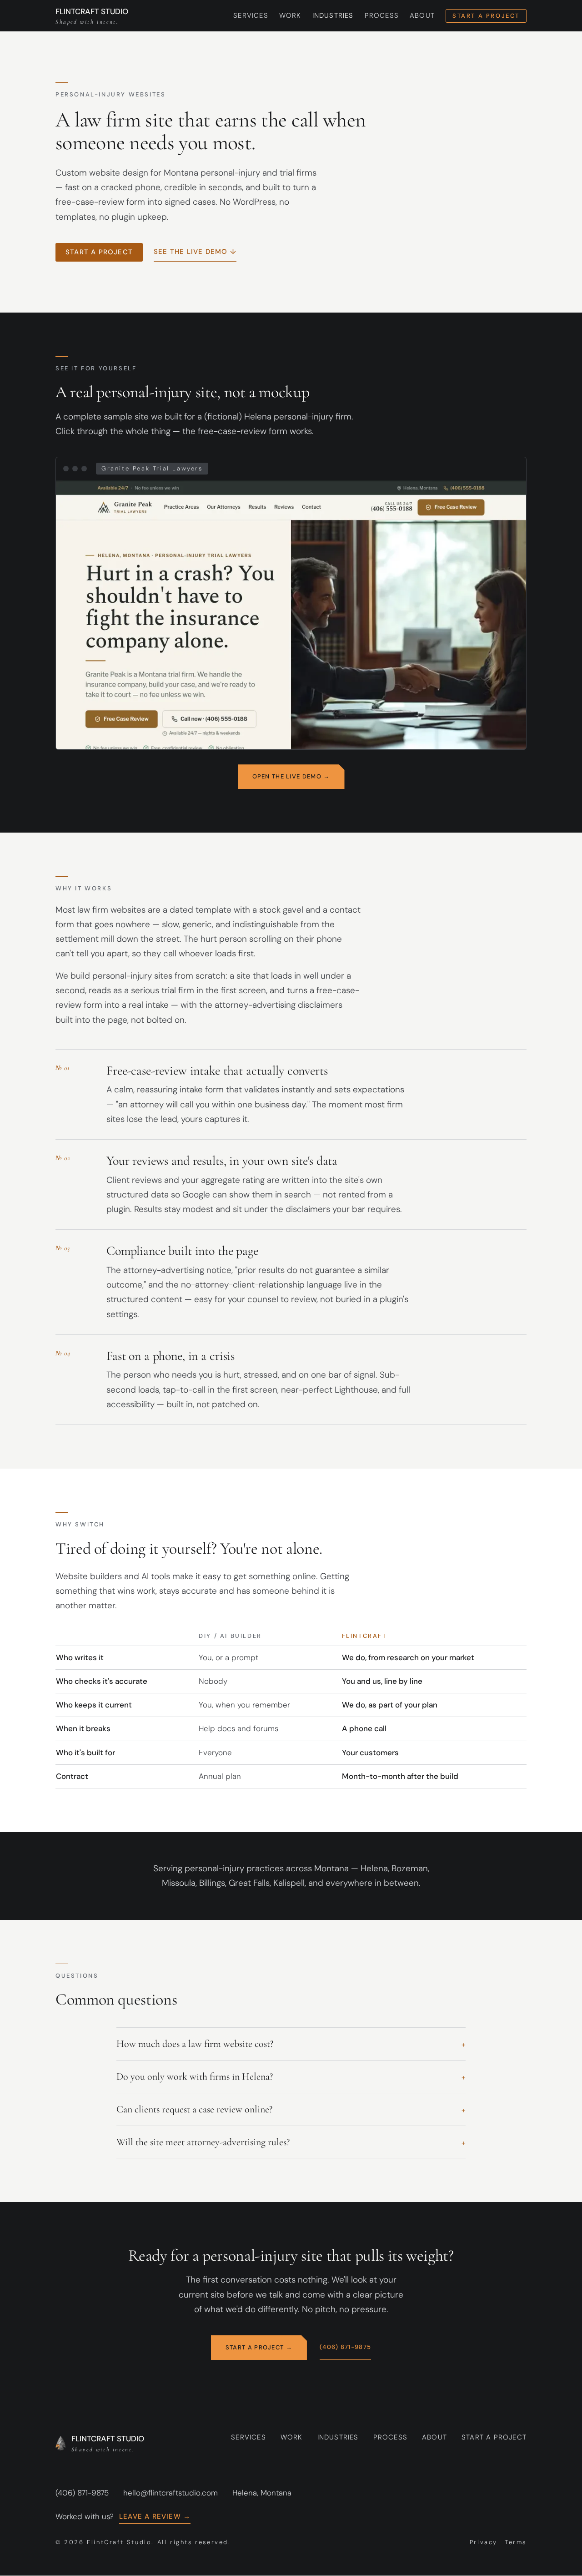 FLINTCRAFT STUDIO
Shaped with intent.
SERVICES WORK INDUSTRIES PROCESS ABOUT START A PROJECT
PERSONAL-INJURY WEBSITES
A law firm site that earns the call when
someone needs you most.
Custom website design for Montana personal-injury and trial firms
— fast on a cracked phone, credible in seconds, and built to turn a
free-case-review form into signed cases. No WordPress, no
templates, no plugin upkeep.
START A PROJECT SEE THE LIVE DEMO ↓
SEE IT FOR YOURSELF
A real personal-injury site, not a mockup
A complete sample site we built for a (fictional) Helena personal-injury firm.
Click through the whole thing — the free-case-review form works.
Granite Peak Trial Lawyers
Available 24/7 No fee unless we win Helena, Montana (406) 555-0188
Granite Peak
TRIAL LAWYERS
Practice Areas Our Attorneys Results Reviews Contact
CALL US 24/7
(406) 555-0188
Free Case Review
HELENA, MONTANA · PERSONAL-INJURY TRIAL LAWYERS
Hurt in a crash? You
shouldn't have to
fight the insurance
company alone.
Granite Peak is a Montana trial firm. We handle the
insurance company, build your case, and we're ready to
take it to court — no fee unless we win.
Free Case Review Call now · (406) 555-0188
Available 24/7 — nights & weekends
No fee unless we win Free, confidential review No obligation
OPEN THE LIVE DEMO →
WHY IT WORKS
Most law firm websites are a dated template with a stock gavel and a contact
form that goes nowhere — slow, generic, and indistinguishable from the
settlement mill down the street. The hurt person scrolling on their phone
can't tell you apart, so they call whoever loads first.
We build personal-injury sites from scratch: a site that loads in well under a
second, reads as a serious trial firm in the first screen, and turns a free-case-
review form into a real intake — with the attorney-advertising disclaimers
built into the page, not bolted on.
№ 01
Free-case-review intake that actually converts
A calm, reassuring intake form that validates instantly and sets expectations
— "an attorney will call you within one business day." The moment most firm
sites lose the lead, yours captures it.
№ 02
Your reviews and results, in your own site's data
Client reviews and your aggregate rating are written into the site's own
structured data so Google can show them in search — not rented from a
plugin. Results stay modest and sit under the disclaimers your bar requires.
№ 03
Compliance built into the page
The attorney-advertising notice, "prior results do not guarantee a similar
outcome," and the no-attorney-client-relationship language live in the
structured content — easy for your counsel to review, not buried in a plugin's
settings.
№ 04
Fast on a phone, in a crisis
The person who needs you is hurt, stressed, and on one bar of signal. Sub-
second loads, tap-to-call in the first screen, near-perfect Lighthouse, and full
accessibility — built in, not patched on.
WHY SWITCH
Tired of doing it yourself? You're not alone.
Website builders and AI tools make it easy to get something online. Getting
something that wins work, stays accurate and has someone behind it is
another matter.
DIY / AI BUILDER FLINTCRAFT
Who writes it You, or a prompt We do, from research on your market
Who checks it's accurate Nobody You and us, line by line
Who keeps it current You, when you remember We do, as part of your plan
When it breaks Help docs and forums A phone call
Who it's built for Everyone Your customers
Contract Annual plan Month-to-month after the build
Serving personal-injury practices across Montana — Helena, Bozeman,
Missoula, Billings, Great Falls, Kalispell, and everywhere in between.
QUESTIONS
Common questions
How much does a law firm website cost? +
Do you only work with firms in Helena? +
Can clients request a case review online? +
Will the site meet attorney-advertising rules? +
Ready for a personal-injury site that pulls its weight?
The first conversation costs nothing. We'll look at your
current site before we talk and come with a clear picture
of what we'd do differently. No pitch, no pressure.
START A PROJECT → (406) 871-9875
FLINTCRAFT STUDIO
Shaped with intent.
SERVICES WORK INDUSTRIES PROCESS ABOUT START A PROJECT
(406) 871-9875 hello@flintcraftstudio.com Helena, Montana
Worked with us? LEAVE A REVIEW →
© 2026 FlintCraft Studio. All rights reserved. Privacy Terms